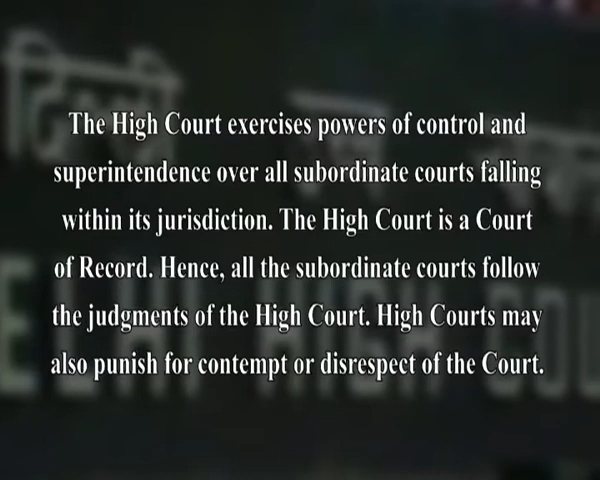 The High Court exercises powers of control and
superintendence over all subordinate courts falling
within its jurisdiction. The High Court is a Court
of Record. Hence, all the subordinate courts follow
the judgments of the High Court. High Courts may
also punish for contempt or disrespect of the Court.